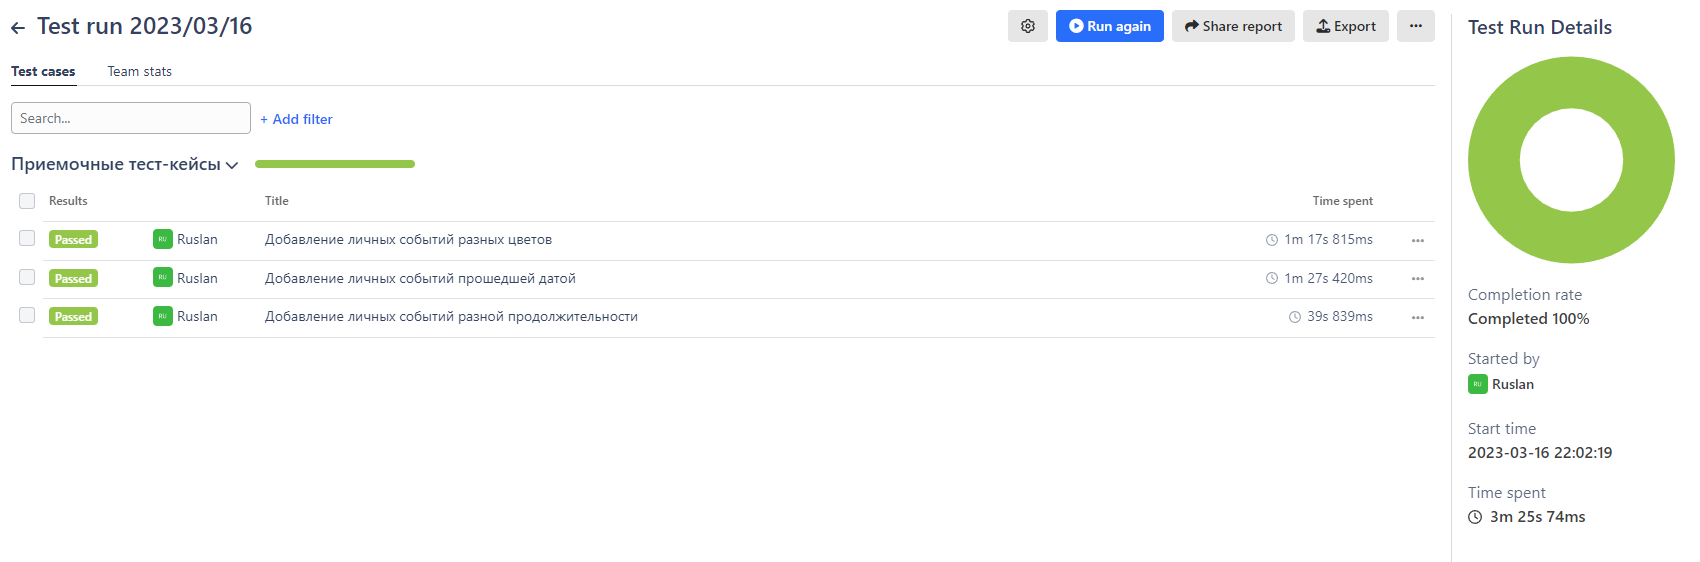 Test run 2023/03/16
Run again
Share report
Export
Test cases
Team stats
Search...
+ Add filter
Приемочные тест-кейсы
Results Title Time spent
Passed RU Ruslan Добавление личных событий разных цветов 1m 17s 815ms
Passed RU Ruslan Добавление личных событий прошедшей датой 1m 27s 420ms
Passed RU Ruslan Добавление личных событий разной продолжительности 39s 839ms
Test Run Details
Completion rate
Completed 100%
Started by
RU Ruslan
Start time
2023-03-16 22:02:19
Time spent
3m 25s 74ms